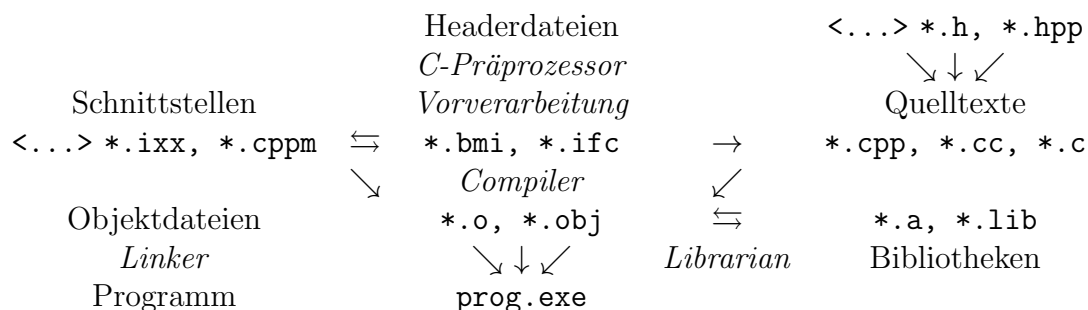 Headerdateien <...> *.h, *.hpp
C-Präprozessor ↘ ↓ ↙
Schnittstellen Vorverarbeitung Quelltexte
<...> *.ixx, *.cppm ⇆ *.bmi, *.ifc → *.cpp, *.cc, *.c
↘ Compiler ↙
Objektdateien *.o, *.obj ⇆ *.a, *.lib
Linker ↘ ↓ ↙ Librarian Bibliotheken
Programm prog.exe